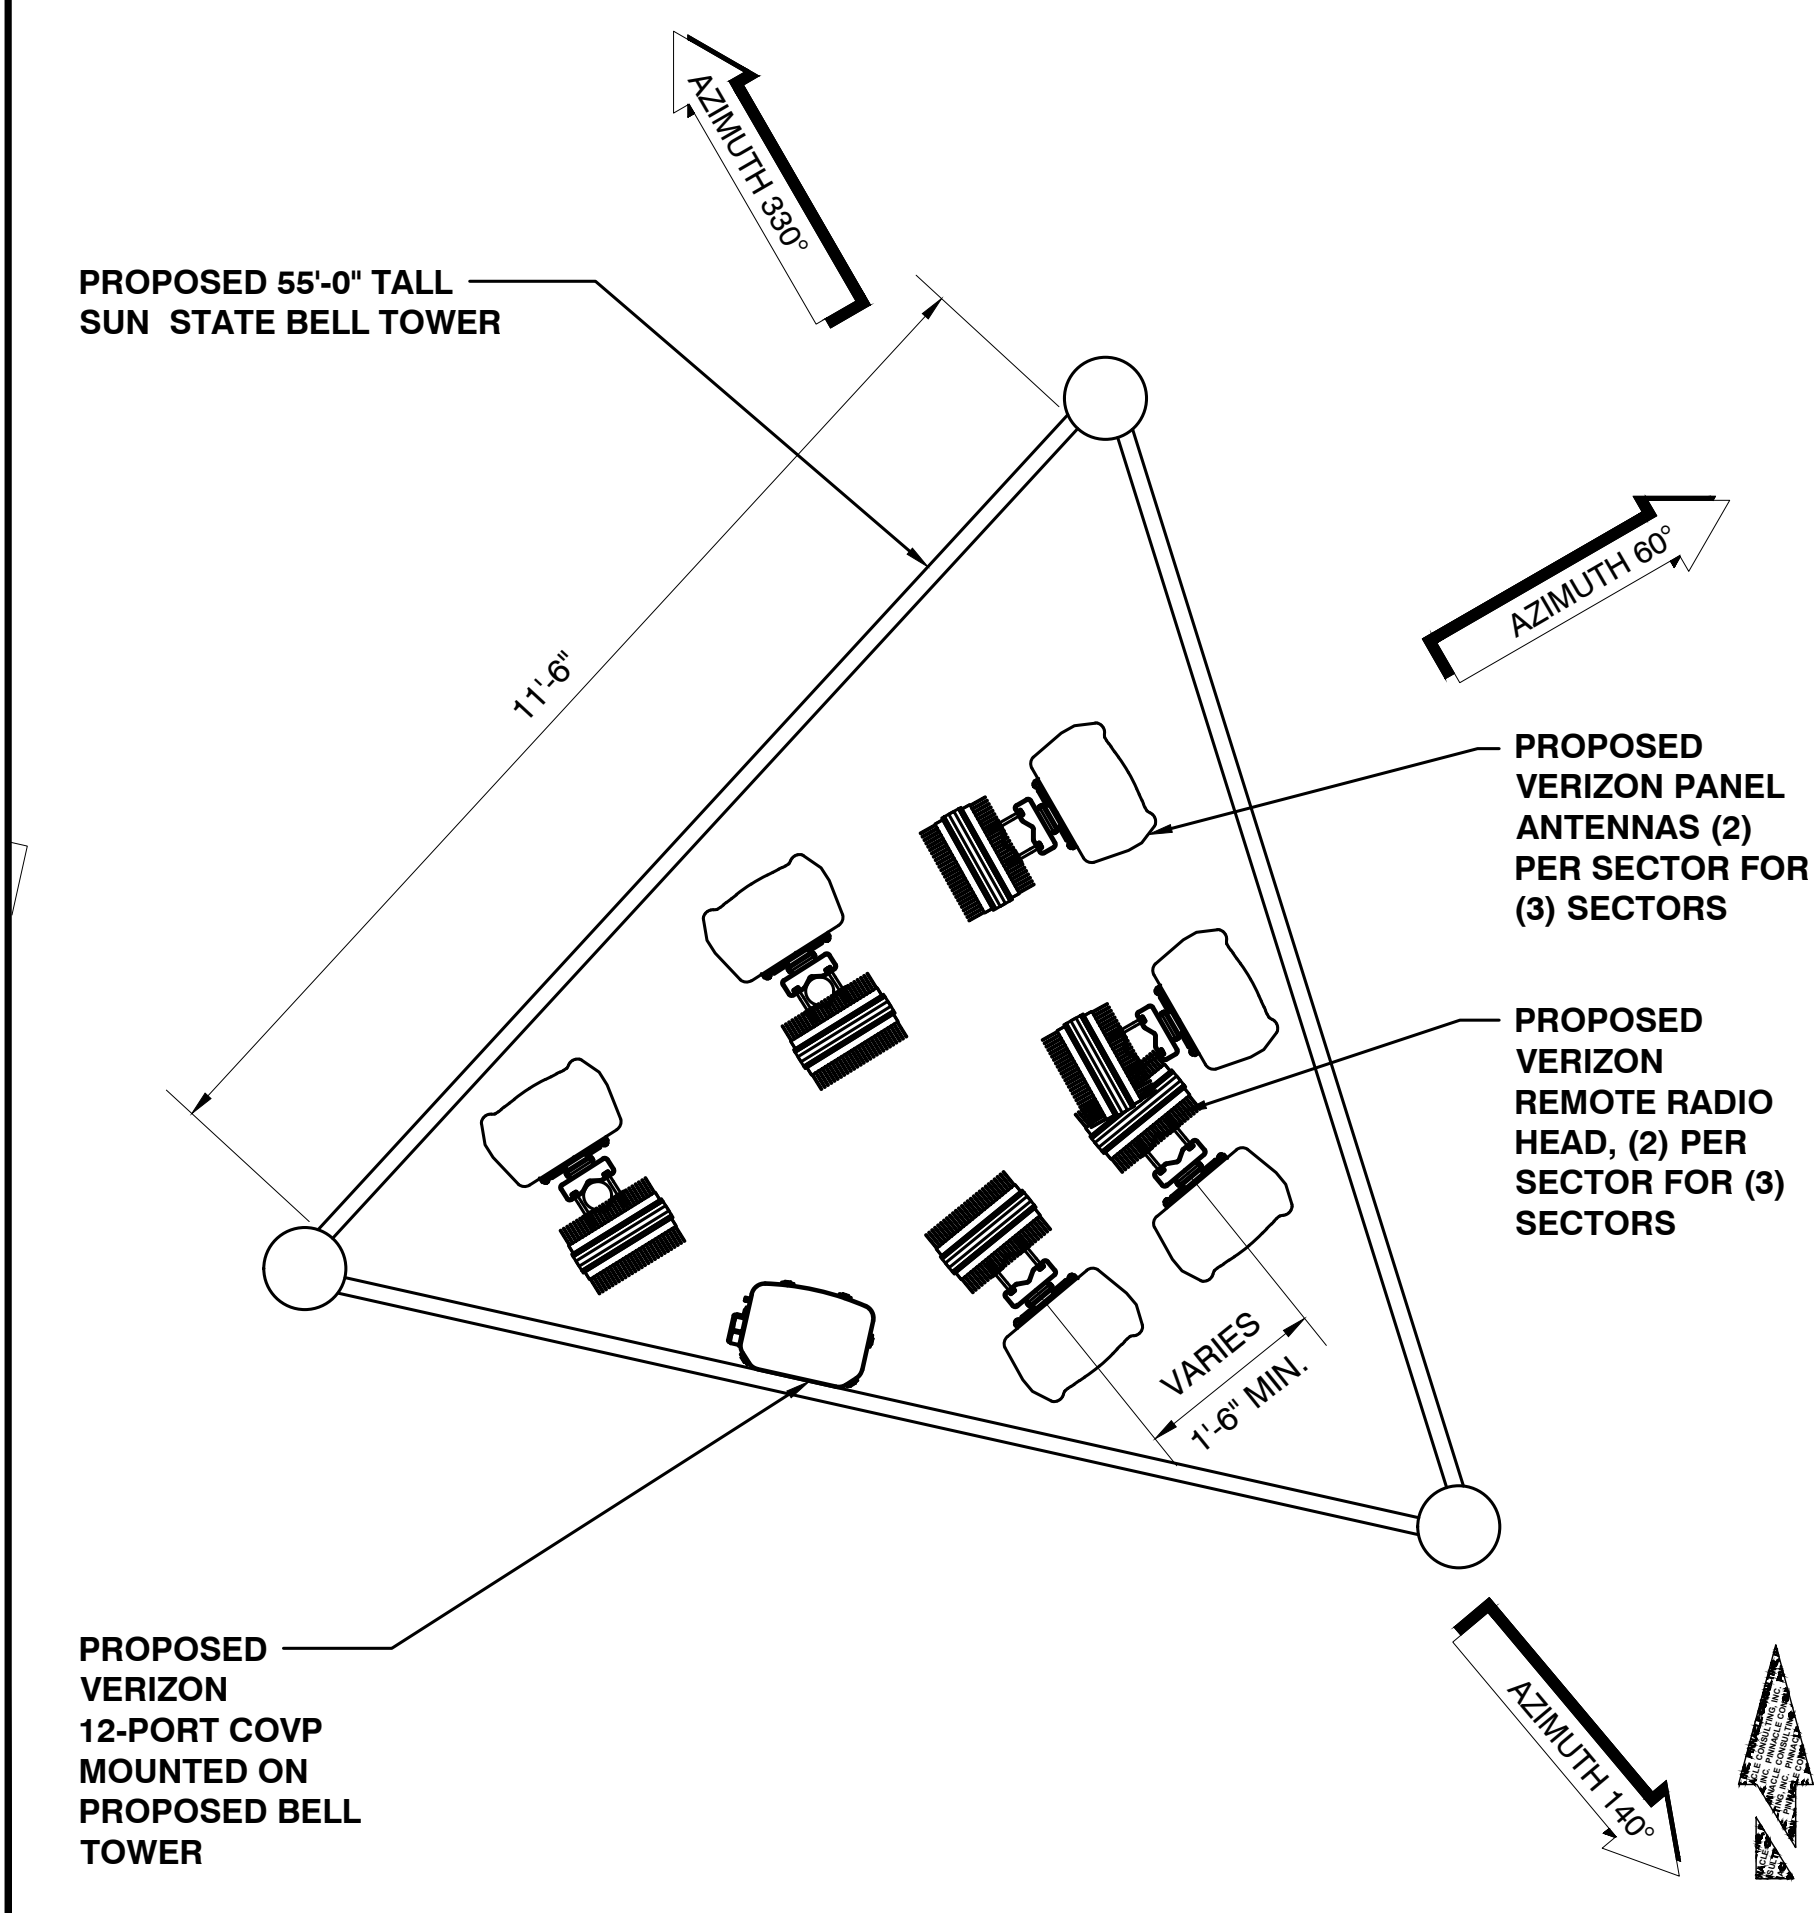 AZIMUTH 330°
PROPOSED 55'-0" TALL
SUN STATE BELL TOWER
AZIMUTH 60°
11'-6"
PROPOSED
VERIZON PANEL
ANTENNAS (2)
PER SECTOR FOR
(3) SECTORS
PROPOSED
VERIZON
REMOTE RADIO
HEAD, (2) PER
SECTOR FOR (3)
SECTORS
VARIES
1'-6" MIN.
PROPOSED
VERIZON
12-PORT COVP
MOUNTED ON
PROPOSED BELL
TOWER
AZIMUTH 140°